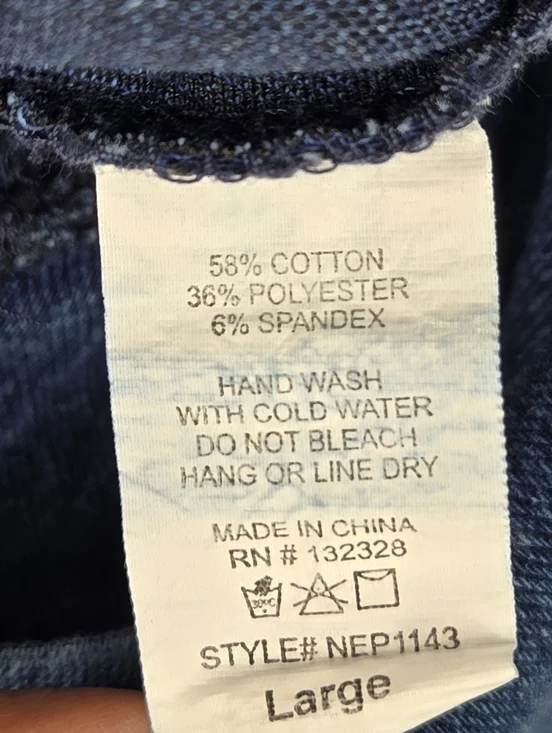 58% COTTON
36% POLYESTER
6% SPANDEX
HAND WASH
WITH COLD WATER
DO NOT BLEACH
HANG OR LINE DRY
MADE IN CHINA
RN # 132328
30°C
STYLE# NEP1143
Large